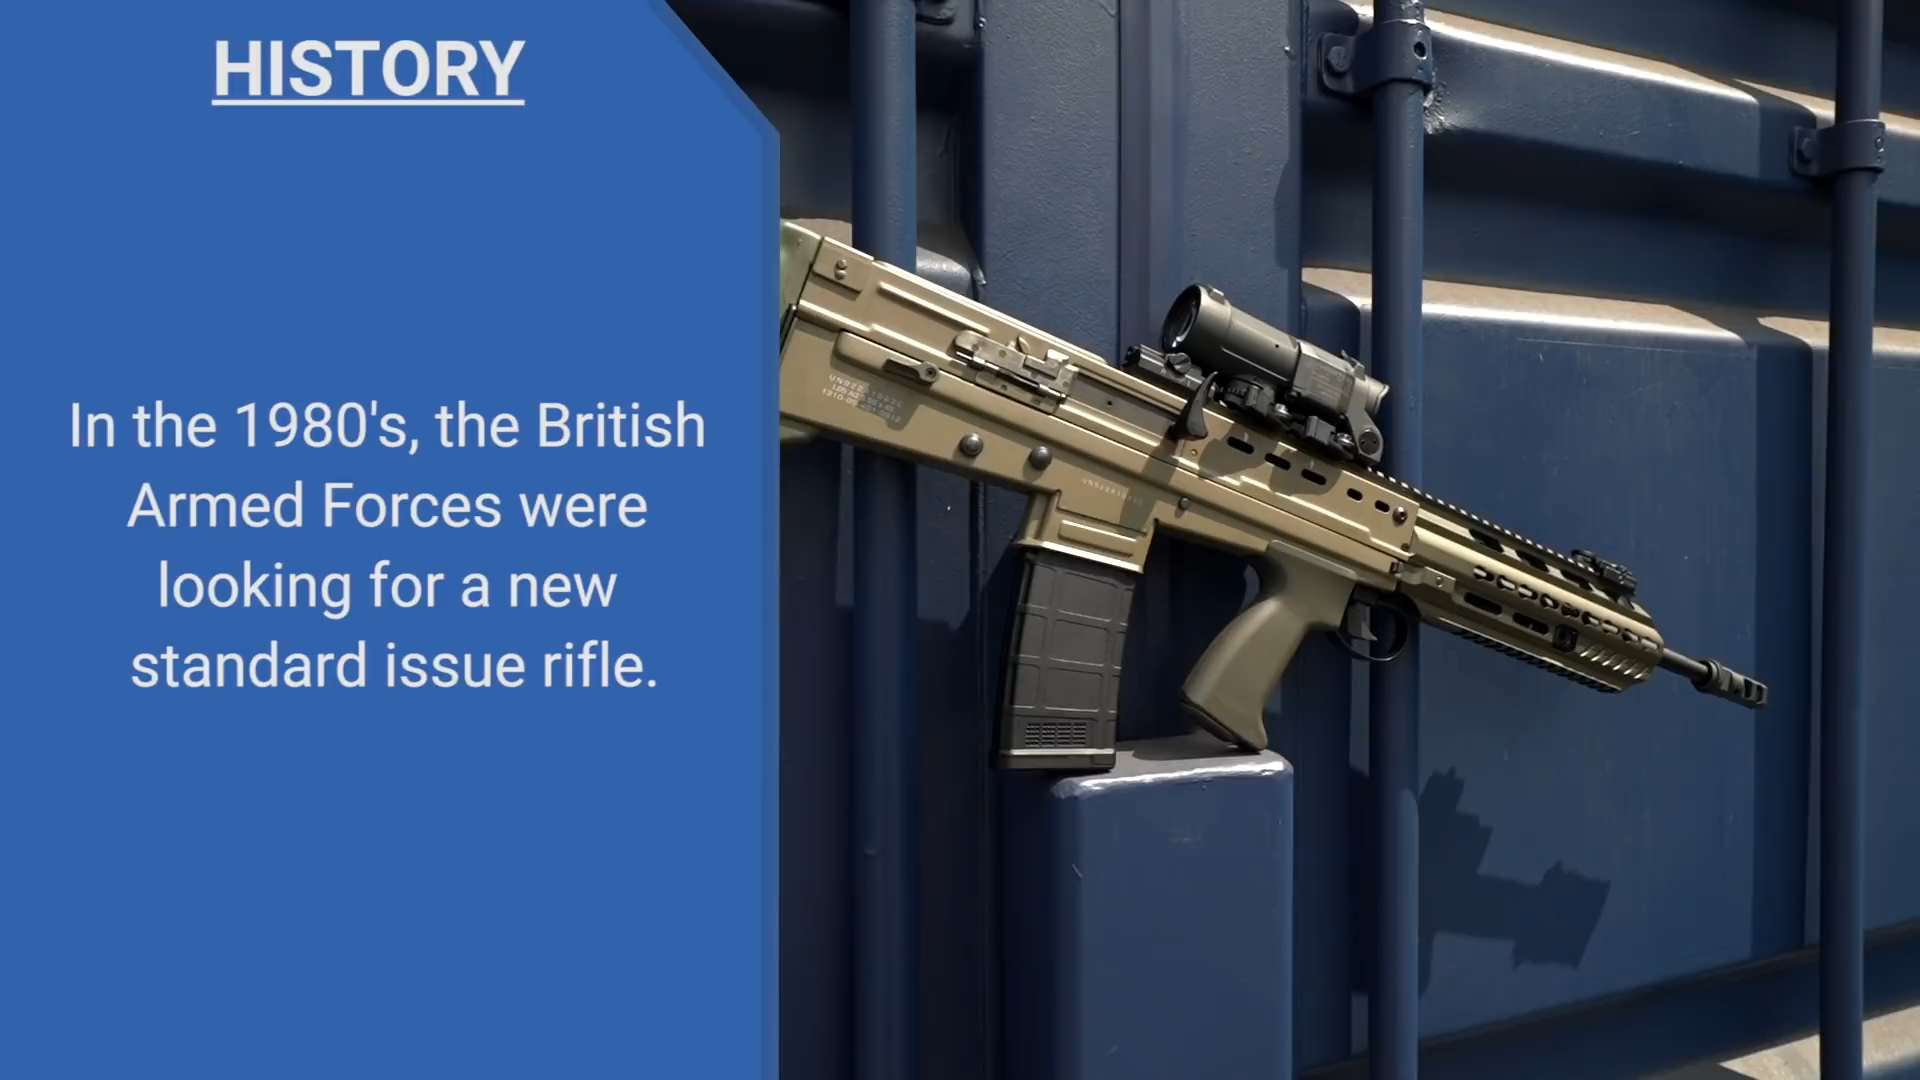 HISTORY
In the 1980's, the British
Armed Forces were
looking for a new
standard issue rifle.